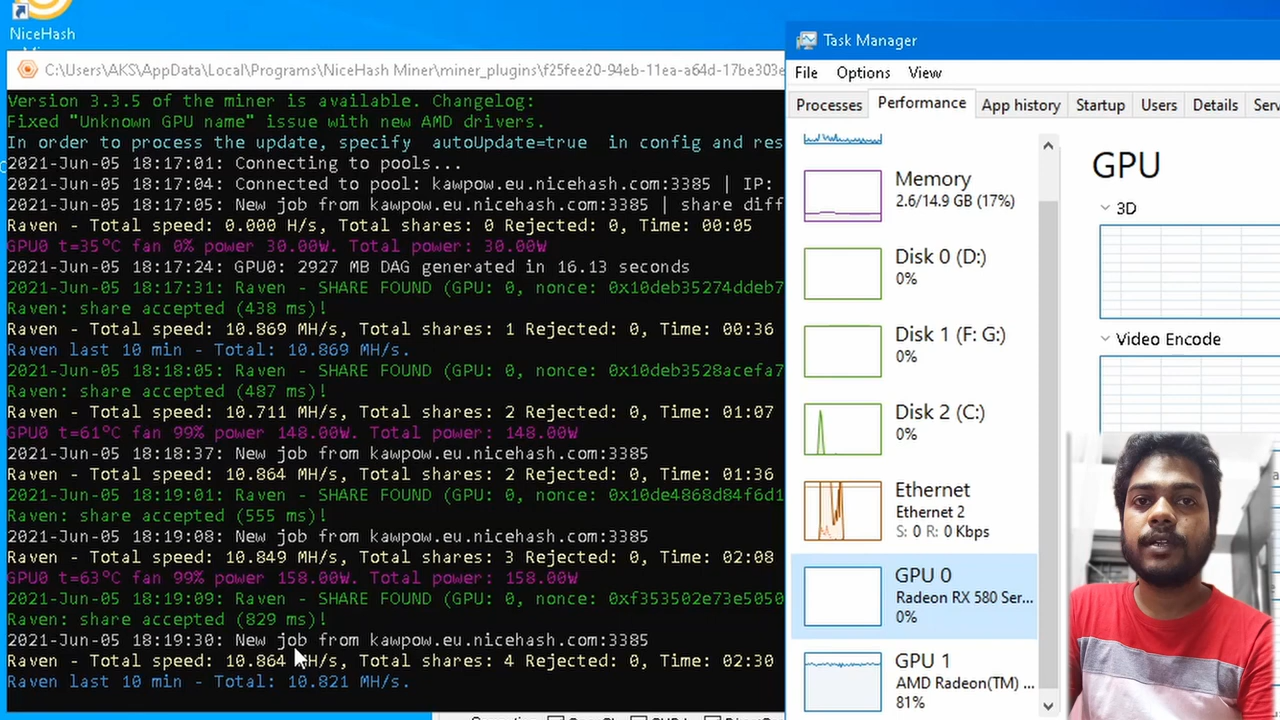 NiceHash
C:\Users\AKS\AppData\Local\Programs\NiceHash Miner\miner_plugins\f25fee20-94eb-11ea-a64d-17be303e
Version 3.3.5 of the miner is available. Changelog:
Fixed "Unknown GPU name" issue with new AMD drivers.
In order to process the update, specify  autoUpdate=true  in config and res
2021-Jun-05 18:17:01: Connecting to pools...
2021-Jun-05 18:17:04: Connected to pool: kawpow.eu.nicehash.com:3385 | IP:
2021-Jun-05 18:17:05: New job from kawpow.eu.nicehash.com:3385 | share diff
Raven - Total speed: 0.000 H/s, Total shares: 0 Rejected: 0, Time: 00:05
GPU0 t=35°C fan 0% power 30.00W. Total power: 30.00W
2021-Jun-05 18:17:24: GPU0: 2927 MB DAG generated in 16.13 seconds
2021-Jun-05 18:17:31: Raven - SHARE FOUND (GPU: 0, nonce: 0x10deb35274ddeb7
Raven: share accepted (438 ms)!
Raven - Total speed: 10.869 MH/s, Total shares: 1 Rejected: 0, Time: 00:36
Raven last 10 min - Total: 10.869 MH/s.
2021-Jun-05 18:18:05: Raven - SHARE FOUND (GPU: 0, nonce: 0x10deb3528acefa7
Raven: share accepted (487 ms)!
Raven - Total speed: 10.711 MH/s, Total shares: 2 Rejected: 0, Time: 01:07
GPU0 t=61°C fan 99% power 148.00W. Total power: 148.00W
2021-Jun-05 18:18:37: New job from kawpow.eu.nicehash.com:3385
Raven - Total speed: 10.864 MH/s, Total shares: 2 Rejected: 0, Time: 01:36
2021-Jun-05 18:19:01: Raven - SHARE FOUND (GPU: 0, nonce: 0x10de4868d84f6d1
Raven: share accepted (555 ms)!
2021-Jun-05 18:19:08: New job from kawpow.eu.nicehash.com:3385
Raven - Total speed: 10.849 MH/s, Total shares: 3 Rejected: 0, Time: 02:08
GPU0 t=63°C fan 99% power 158.00W. Total power: 158.00W
2021-Jun-05 18:19:09: Raven - SHARE FOUND (GPU: 0, nonce: 0xf353502e73e5050
Raven: share accepted (829 ms)!
2021-Jun-05 18:19:30: New job from kawpow.eu.nicehash.com:3385
Raven - Total speed: 10.864 MH/s, Total shares: 4 Rejected: 0, Time: 02:30
Raven last 10 min - Total: 10.821 MH/s.
Task Manager
File Options View
Processes Performance App history Startup Users Details Serv
Memory
2.6/14.9 GB (17%)
Disk 0 (D:)
0%
Disk 1 (F: G:)
0%
Disk 2 (C:)
0%
Ethernet
Ethernet 2
S: 0 R: 0 Kbps
GPU 0
Radeon RX 580 Ser...
0%
GPU 1
AMD Radeon(TM) ...
81%
GPU
3D
Video Encode